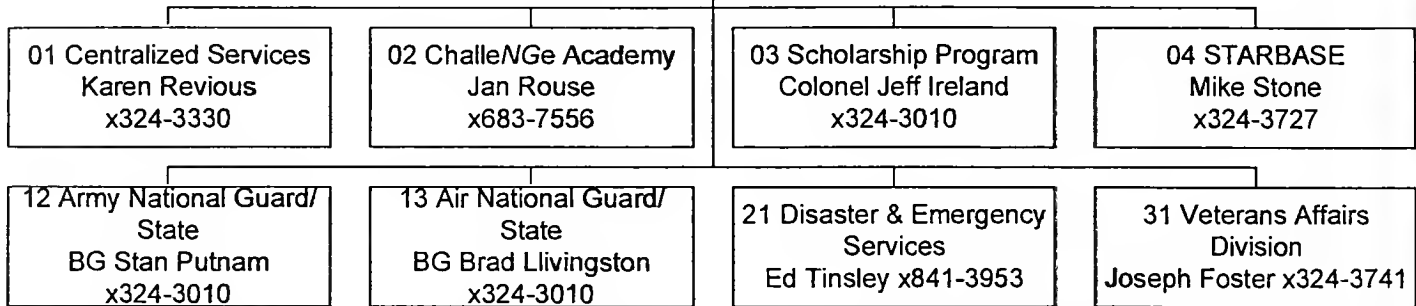 01 Centralized Services
Karen Revious
x324-3330
02 ChalleNGe Academy
Jan Rouse
x683-7556
03 Scholarship Program
Colonel Jeff Ireland
x324-3010
04 STARBASE
Mike Stone
x324-3727
12 Army National Guard/
State
BG Stan Putnam
x324-3010
13 Air National Guard/
State
BG Brad Llivingston
x324-3010
21 Disaster & Emergency
Services
Ed Tinsley x841-3953
31 Veterans Affairs
Division
Joseph Foster x324-3741